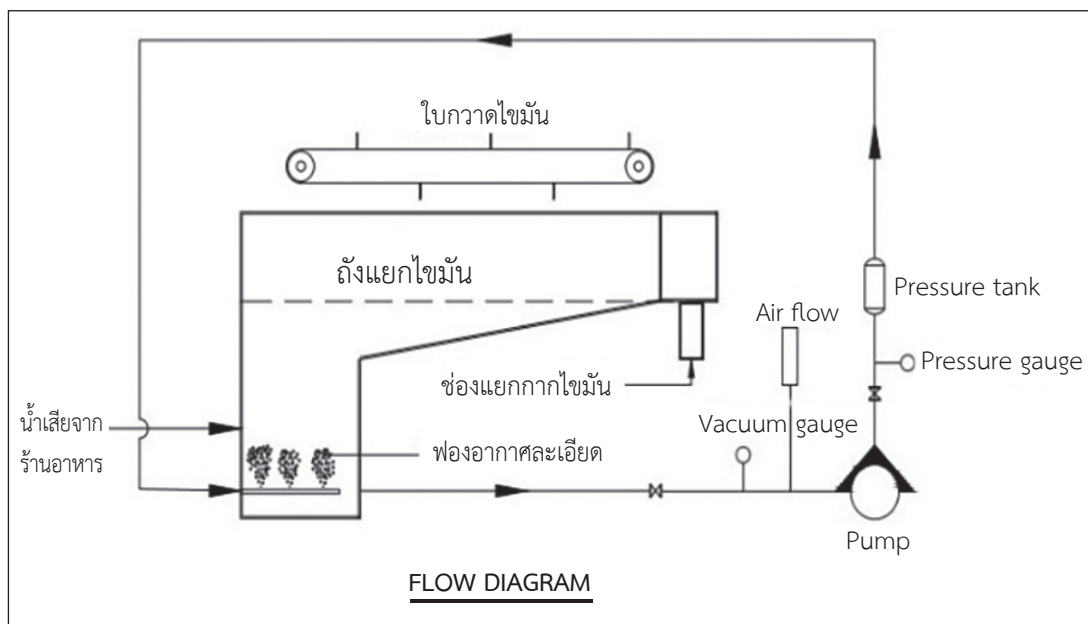 ใบกวาดไขมัน
ถังแยกไขมัน
Pressure tank
Air flow
Pressure gauge
ช่องแยกกากไขมัน
น้ำเสียจาก
ร้านอาหาร
Vacuum gauge
ฟองอากาศละเอียด
Pump
FLOW DIAGRAM